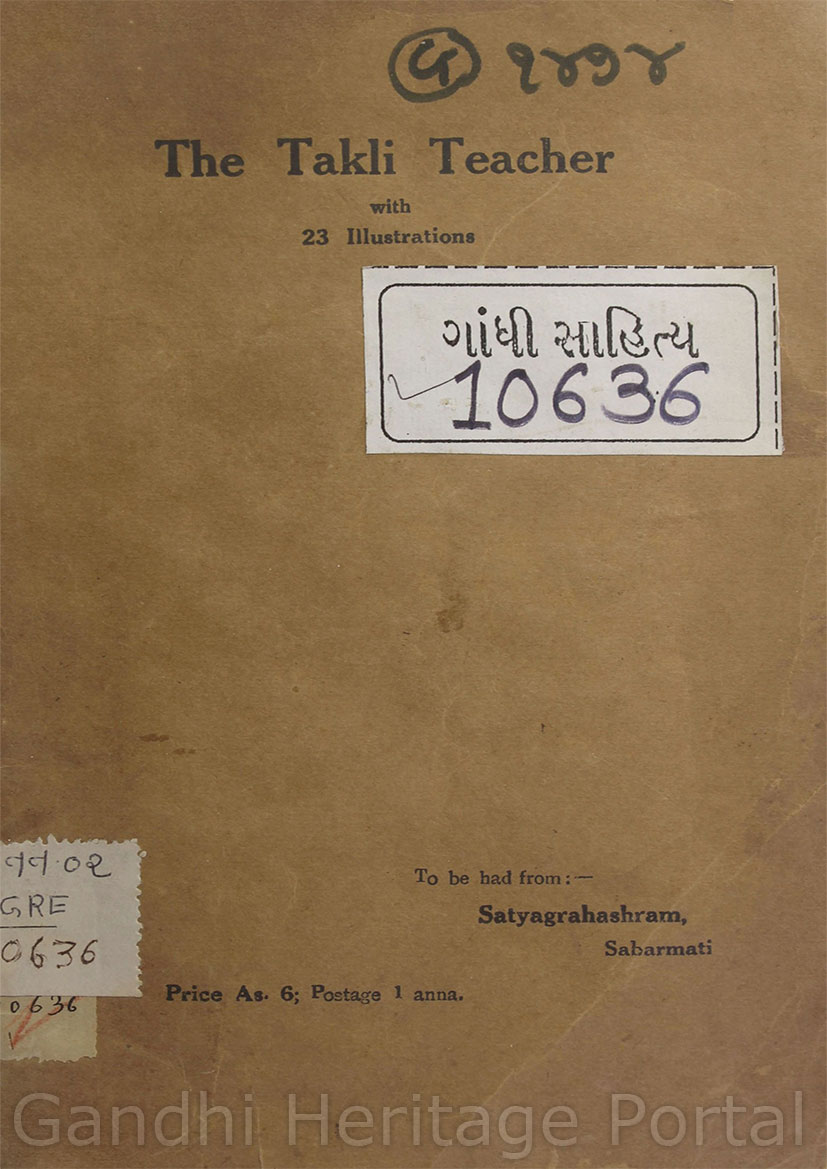 ૧૪૭૪
The Takli Teacher
with
23 Illustrations
ગાંધી સાહિત્ય
10636
૦૨
GRE
0636
0636
To be had from:—
Satyagrahashram,
Sabarmati
Price As. 6; Postage 1 anna.
Gandhi Heritage Portal